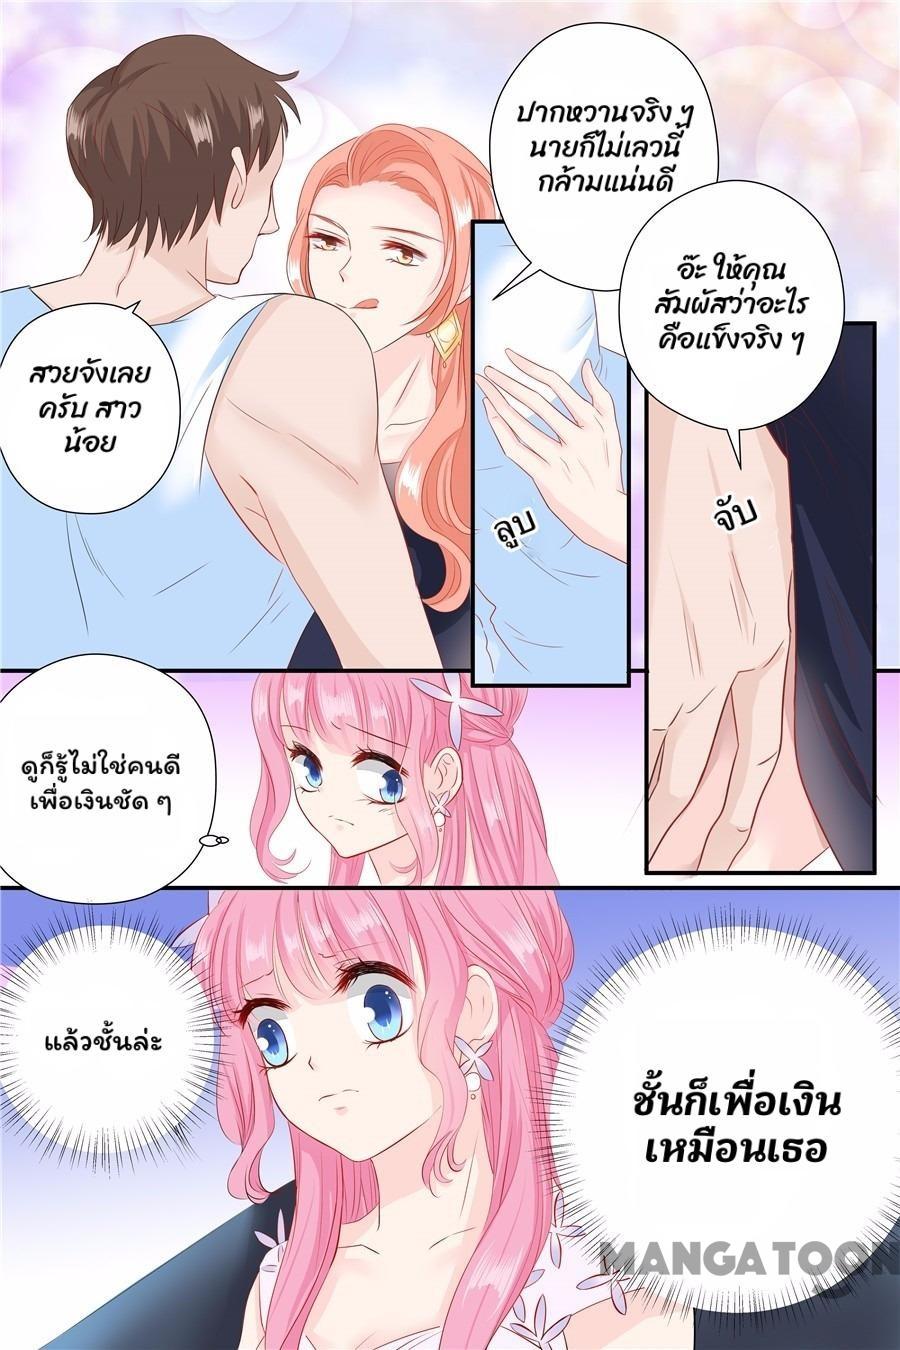 ปากหวานจริง ๆ
นายก็ไม่เลวนี้
กล้ามแน่นดี
อ๊ะ ให้คุณ
สัมผัสว่าอะไร
คือแข็งจริง ๆ
สวยจังเลย
ครับ สาว
น้อย
ลูบ
จับ
ดูก็รู้ไม่ใช่คนดี
เพื่อเงินชัด ๆ
แล้วชั้นล่ะ
ชั้นก็เพื่อเงิน
เหมือนเธอ
MANGATOON